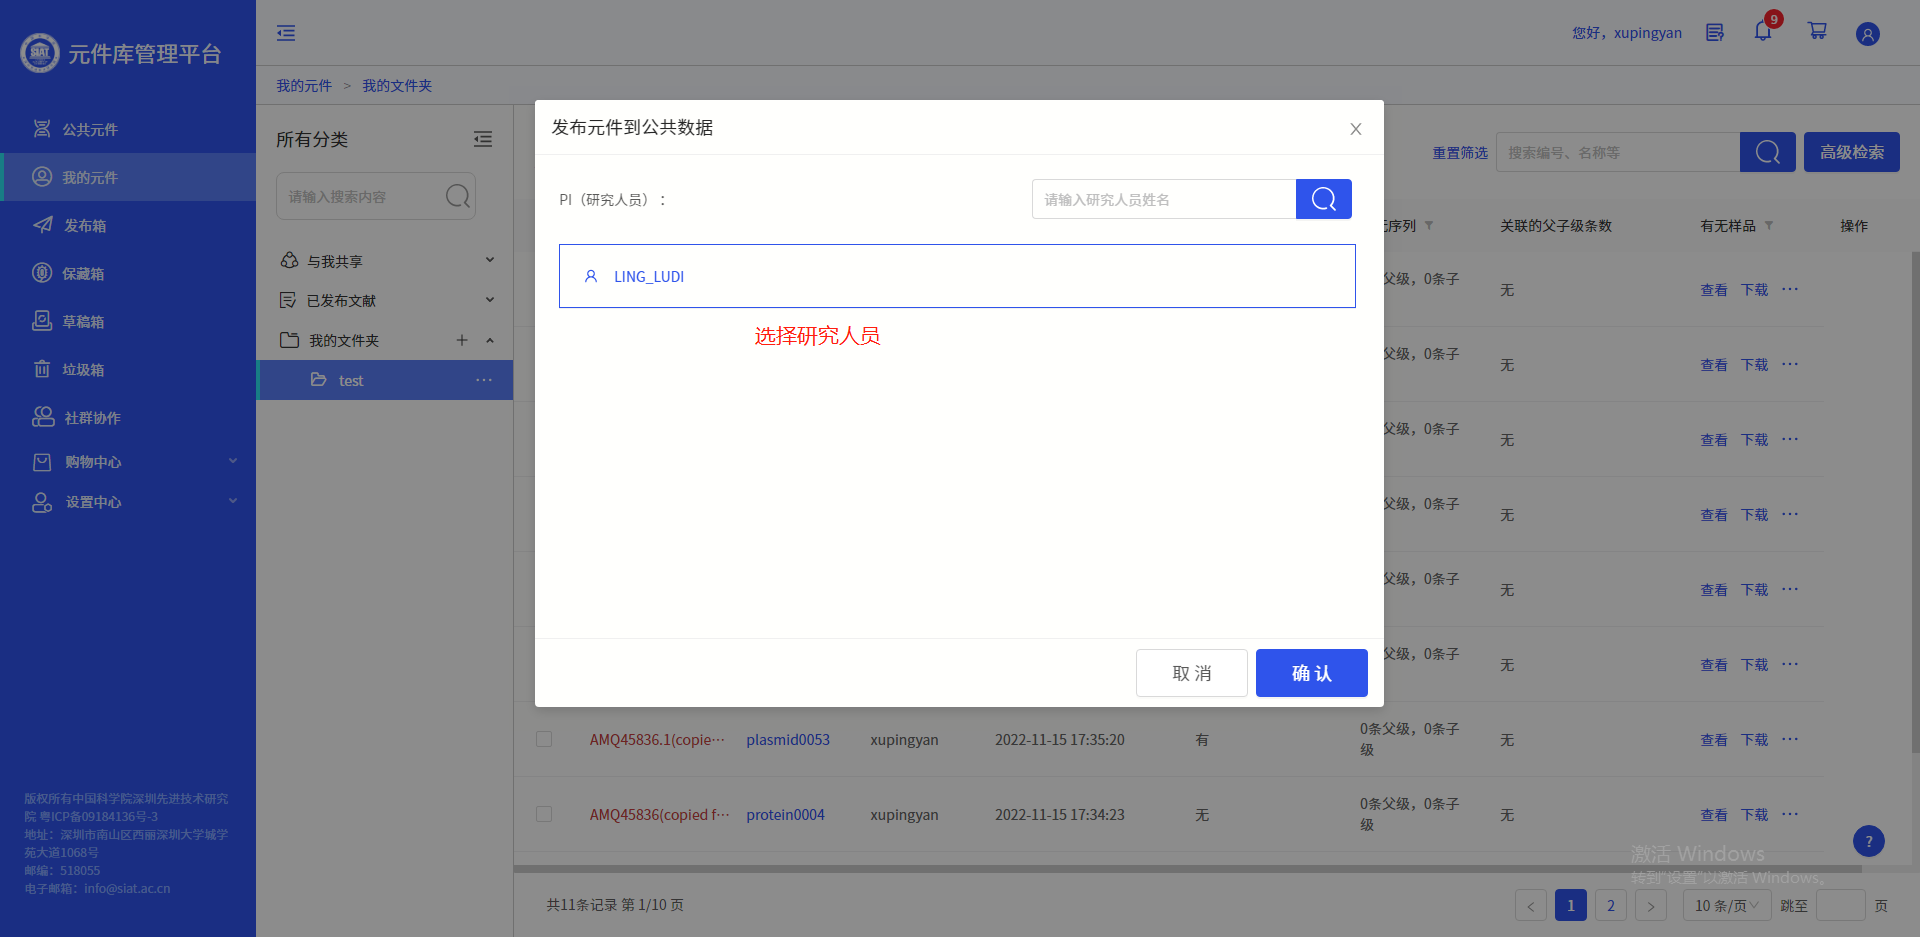 元件库管理平台
公共元件
我的元件
发布箱
保藏箱
草稿箱
垃圾箱
社群协作
购物中心
设置中心
版权所有中国科学院深圳先进技术研究
院 粤ICP备09184136号-3
地址：深圳市南山区西丽深圳大学城学
苑大道1068号
邮编：518055
电子邮箱：info@siat.ac.cn
您好，xupingyan
9
我的元件 > 我的文件夹
所有分类
请输入搜索内容
与我共享
已发布文献
我的文件夹
test
重置筛选
搜索编号、名称等
高级检索
发布元件到公共数据
PI（研究人员）：
请输入研究人员姓名
LING_LUDI
选择研究人员
取消 确认
序列 关联的父子级条数 有无样品 操作
父级，0条子 无 查看 下载 ···
父级，0条子 无 查看 下载 ···
父级，0条子 无 查看 下载 ···
父级，0条子 无 查看 下载 ···
父级，0条子 无 查看 下载 ···
父级，0条子 无 查看 下载 ···
AMQ45836.1(copie··· plasmid0053 xupingyan 2022-11-15 17:35:20 有 0条父级，0条子级 无 查看 下载 ···
AMQ45836(copied f··· protein0004 xupingyan 2022-11-15 17:34:23 无 0条父级，0条子级 无 查看 下载 ···
?
激活 Windows
转到"设置"以激活 Windows。
共11条记录 第 1/10 页
< 1 2 > 10 条/页 跳至 页